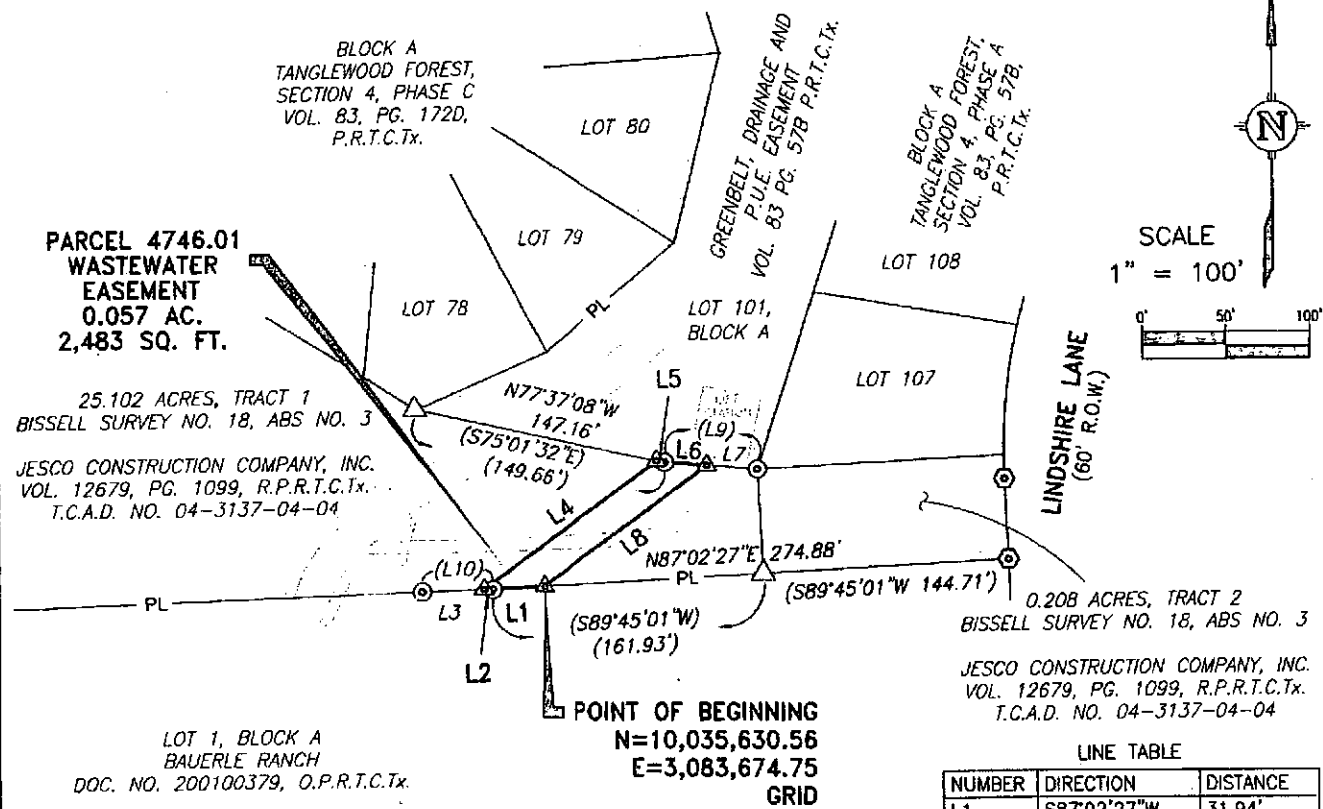 BLOCK A
TANGLEWOOD FOREST,
SECTION 4, PHASE C
VOL. 83, PG. 172D,
P.R.T.C.Tx.
LOT 80
GREENBELT, DRAINAGE AND
P.U.E. EASEMENT
VOL. 83 PG. 57B P.R.T.C.Tx.
BLOCK A
TANGLEWOOD FOREST,
SECTION 4, PHASE A
VOL. 83, PG. 57B,
P.R.T.C.Tx.
N
SCALE
1" = 100'
0' 50' 100'
PARCEL 4746.01
WASTEWATER
EASEMENT
0.057 AC.
2,483 SQ. FT.
LOT 79
LOT 78
PL
LOT 101,
BLOCK A
LOT 108
LOT 107
LINDSHIRE LANE
(60' R.O.W.)
25.102 ACRES, TRACT 1
BISSELL SURVEY NO. 18, ABS NO. 3
JESCO CONSTRUCTION COMPANY, INC.
VOL. 12679, PG. 1099, R.P.R.T.C.Tx.
T.C.A.D. NO. 04-3137-04-04
N77°37'08"W
147.16'
(S75°01'32"E)
(149.66')
L5
LIFT
STATION
(L9)
L6
L7
L4
L8
N87°02'27"E 274.88'
PL
(S89°45'01"W 144.71')
(L10)
PL
L3
L1
L2
(S89°45'01"W)
(161.93')
0.208 ACRES, TRACT 2
BISSELL SURVEY NO. 18, ABS NO. 3
JESCO CONSTRUCTION COMPANY, INC.
VOL. 12679, PG. 1099, R.P.R.T.C.Tx.
T.C.A.D. NO. 04-3137-04-04
POINT OF BEGINNING
N=10,035,630.56
E=3,083,674.75
GRID
LOT 1, BLOCK A
BAUERLE RANCH
DOC. NO. 200100379, O.P.R.T.C.Tx.
LINE TABLE
NUMBER DIRECTION DISTANCE
L1 S87°02'27"W 31.94'